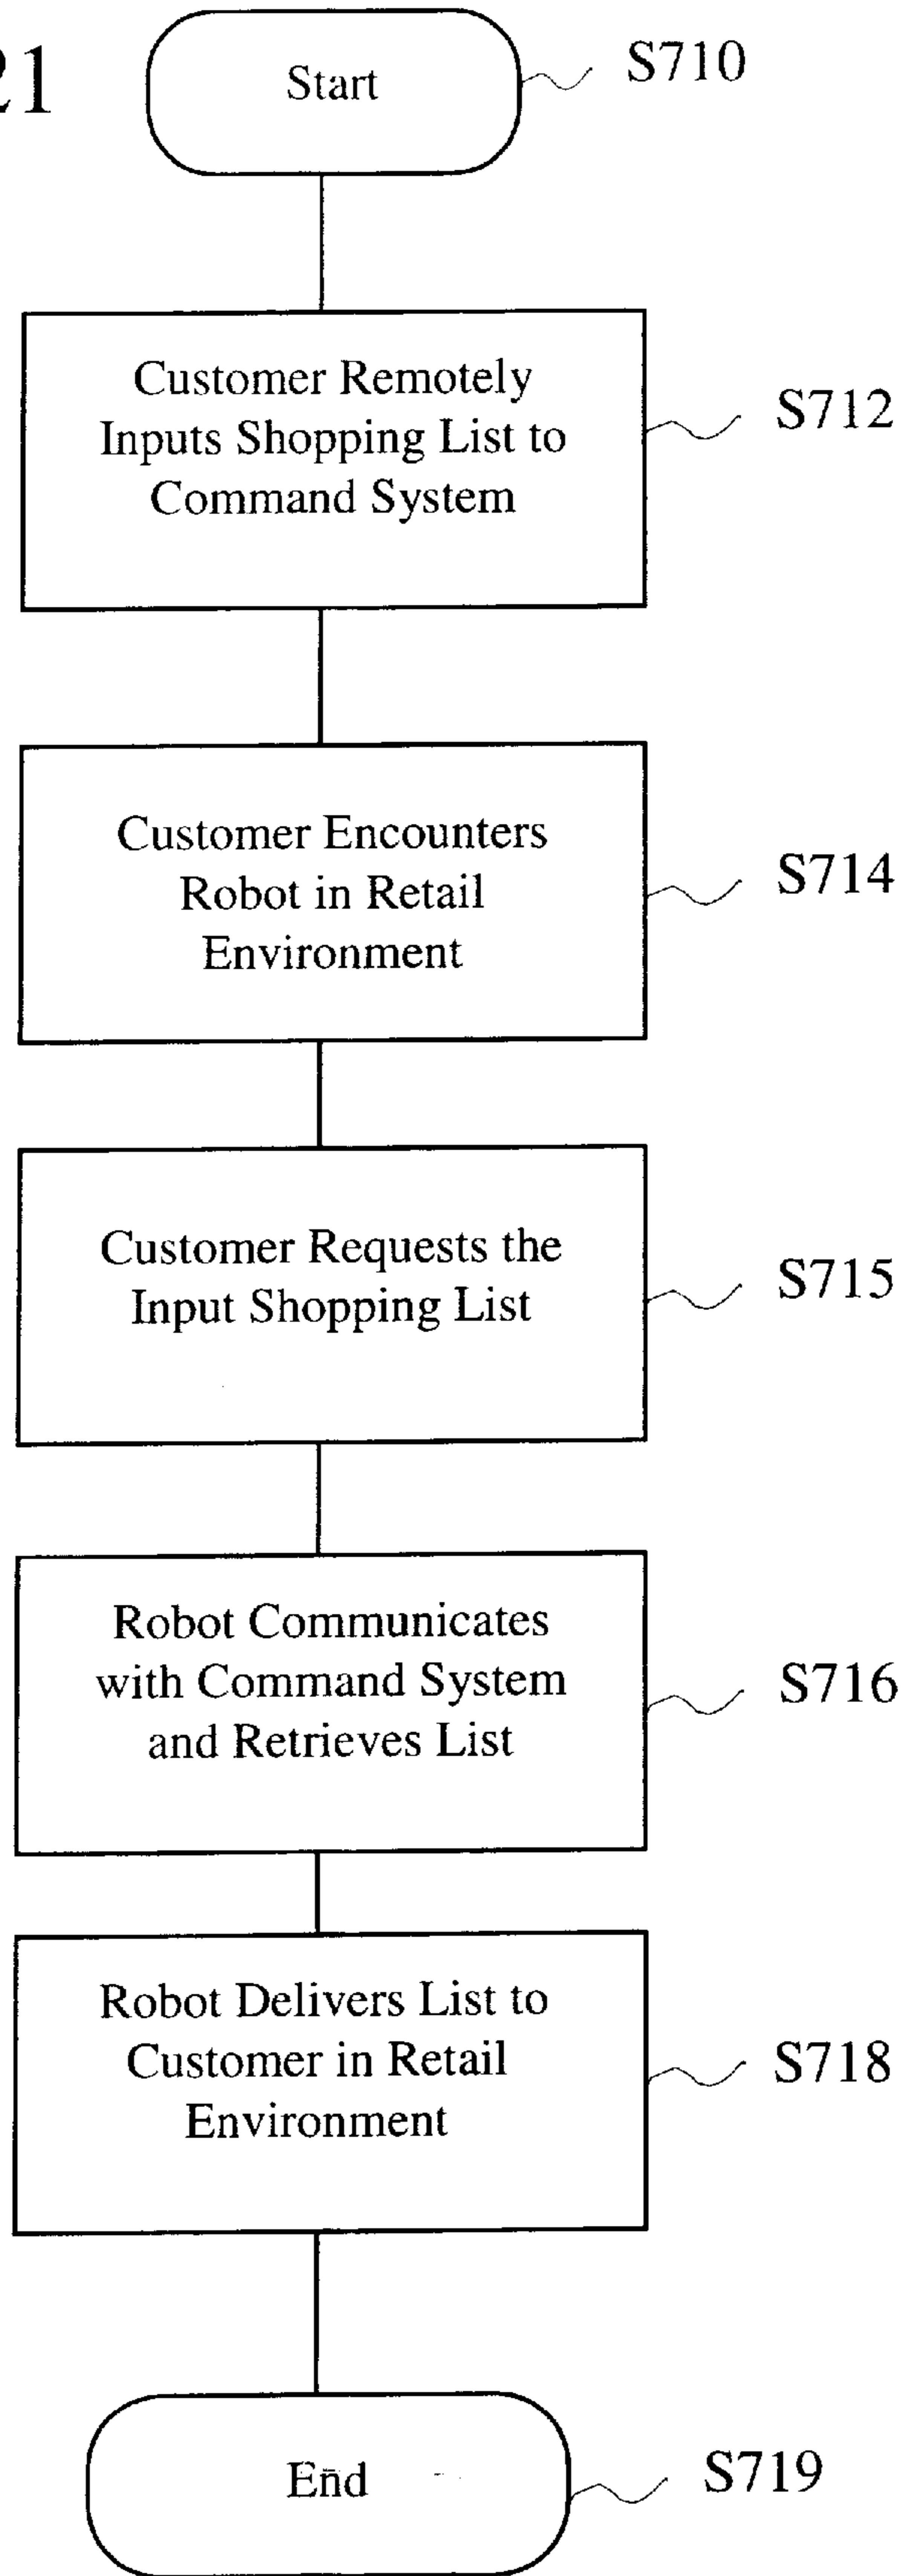 21
Start
S710
Customer Remotely
Inputs Shopping List to
Command System
S712
Customer Encounters
Robot in Retail
Environment
S714
Customer Requests the
Input Shopping List
S715
Robot Communicates
with Command System
and Retrieves List
S716
Robot Delivers List to
Customer in Retail
Environment
S718
End
S719